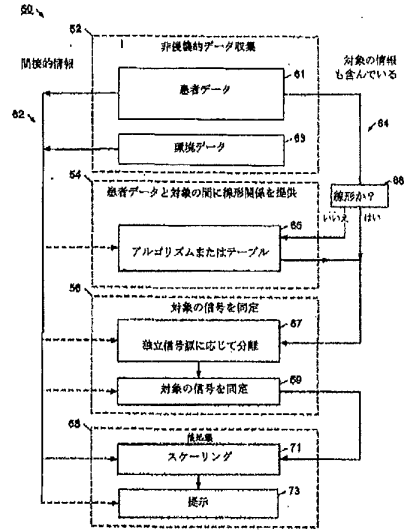 50
52
非侵襲的データ収集
間接的情報
対象の情報
も含んでいる
61
患者データ
62
64
63
環境データ
54
66
患者データと対象の間に線形関係を提供
線形か?
いいえ
はい
65
アルゴリズムまたはテーブル
56
対象の信号を同定
67
独立信号源に応じて分離
69
対象の信号を同定
58
後処理
71
スケーリング
73
提示